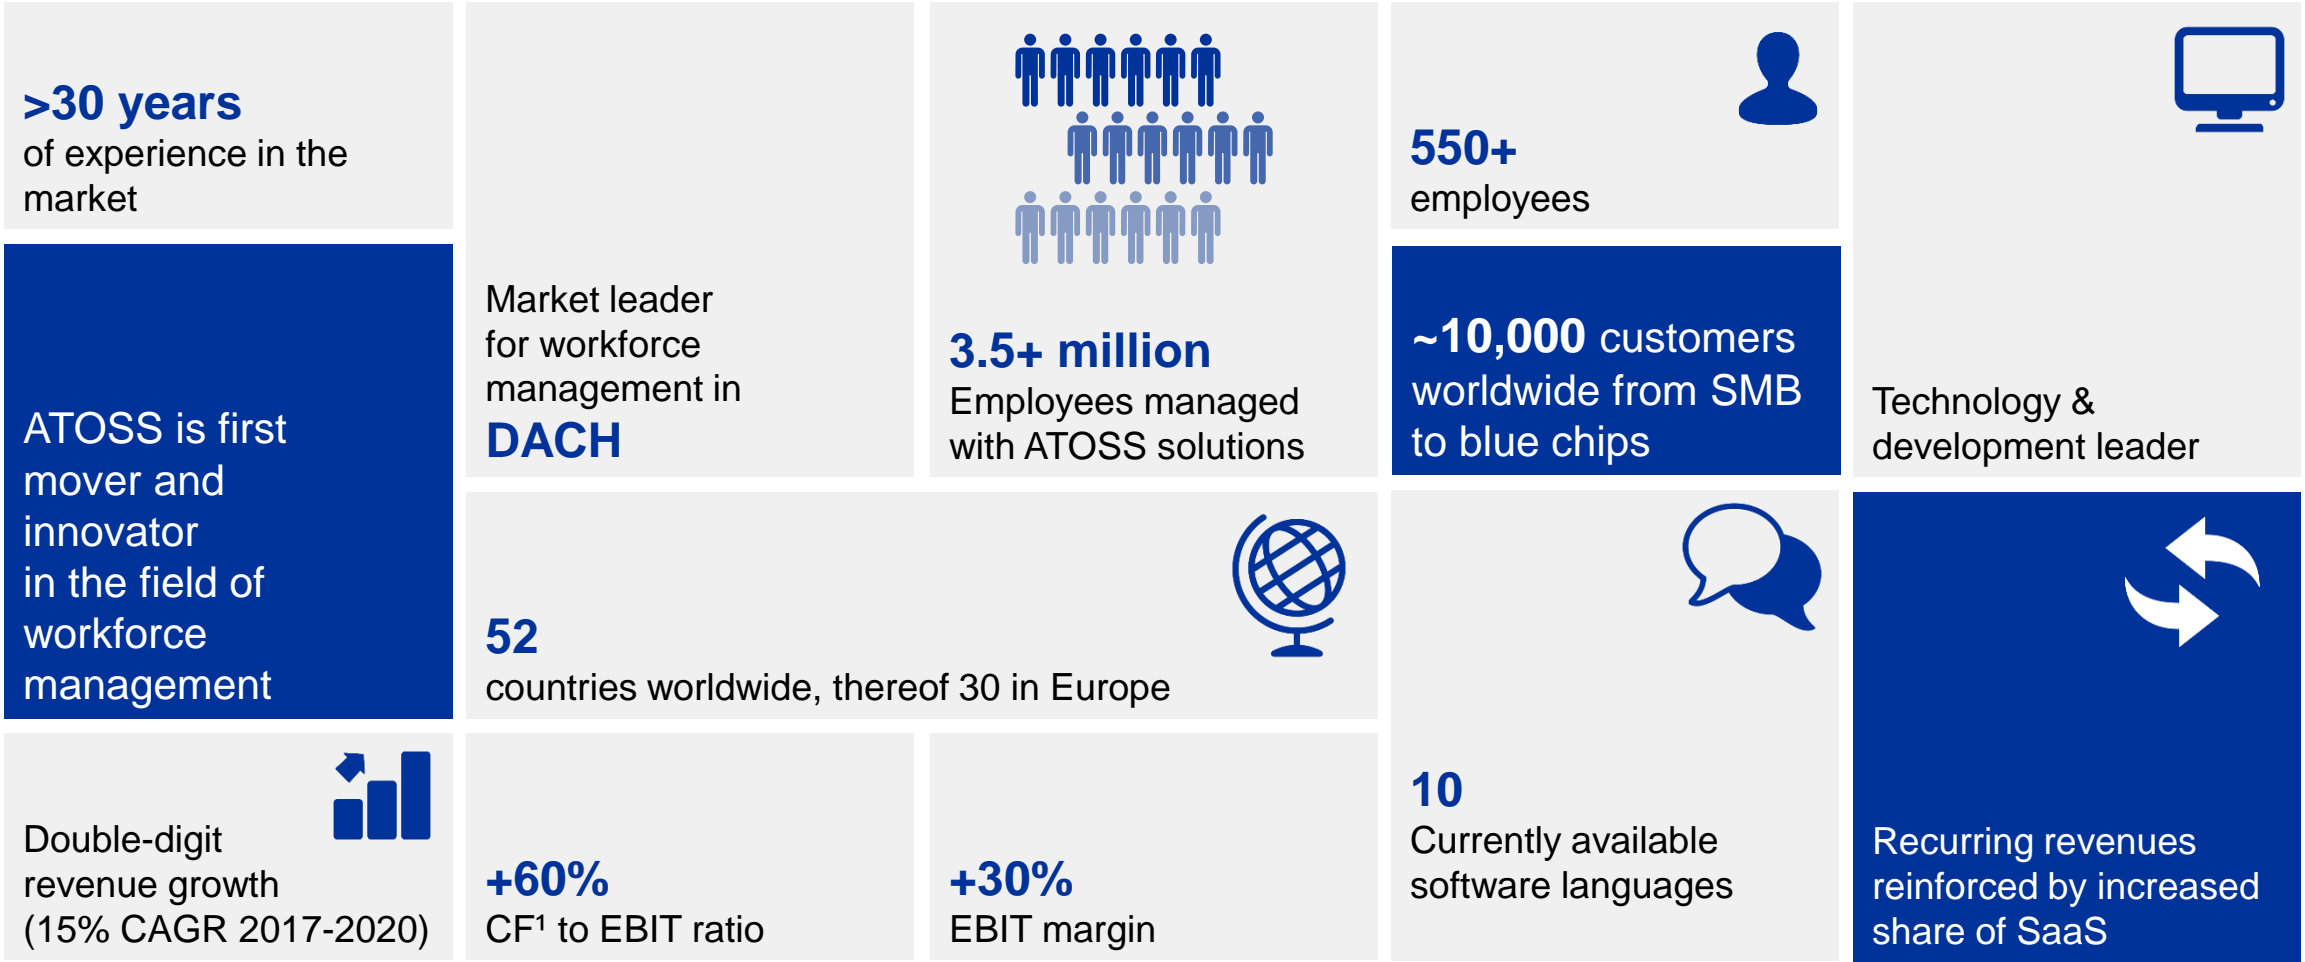 >30 years
of experience in the
market
ATOSS is first
mover and
innovator
in the field of
workforce
management
Double-digit
revenue growth
(15% CAGR 2017-2020)
Market leader
for workforce
management in
DACH
3.5+ million
Employees managed
with ATOSS solutions
52
countries worldwide, thereof 30 in Europe
+60%
CF¹ to EBIT ratio
+30%
EBIT margin
550+
employees
~10,000 customers
worldwide from SMB
to blue chips
10
Currently available
software languages
Technology &
development leader
Recurring revenues
reinforced by increased
share of SaaS